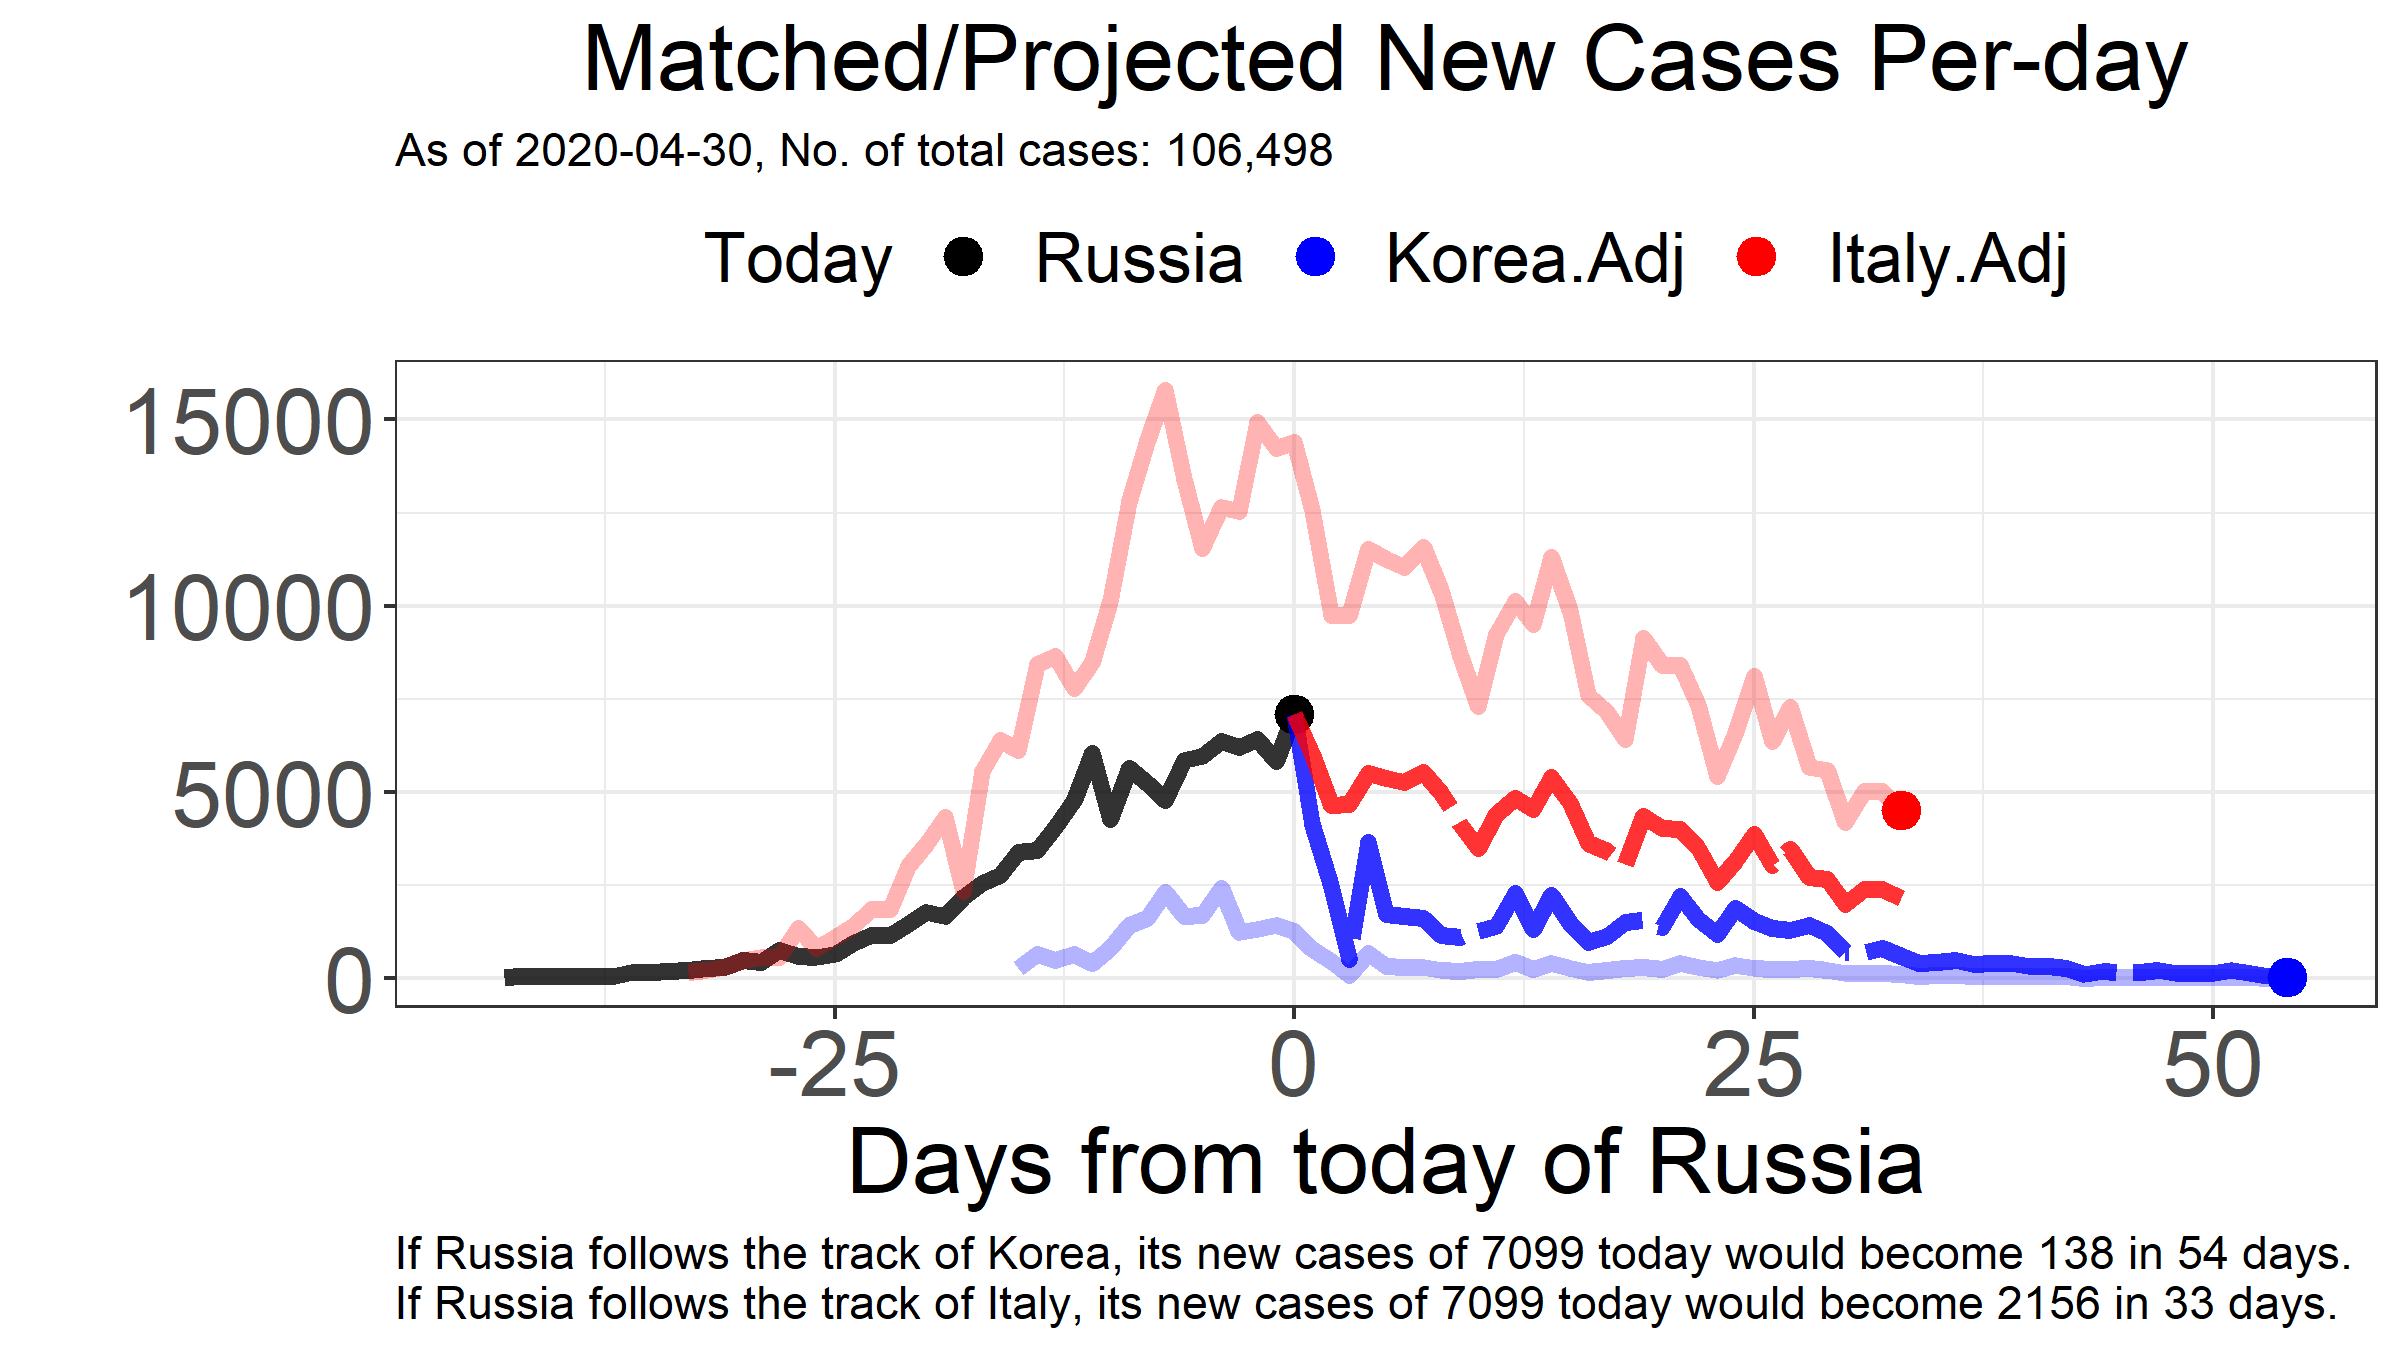 Matched/Projected New Cases Per-day
As of 2020-04-30, No. of total cases: 106,498
Today Russia Korea.Adj Italy.Adj
15000
10000
5000
0
-25 0 25 50
Days from today of Russia
If Russia follows the track of Korea, its new cases of 7099 today would become 138 in 54 days.
If Russia follows the track of Italy, its new cases of 7099 today would become 2156 in 33 days.